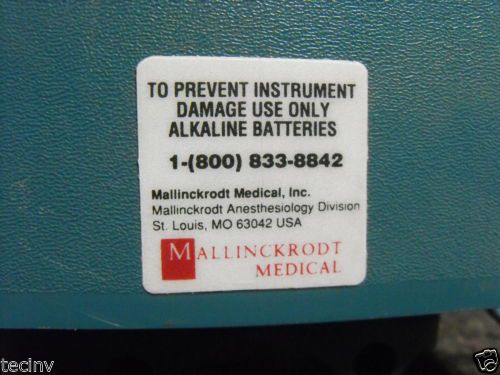 TO PREVENT INSTRUMENT
DAMAGE USE ONLY
ALKALINE BATTERIES
1-(800) 833-8842
Mallinckrodt Medical, Inc.
Mallinckrodt Anesthesiology Division
St. Louis, MO 63042 USA
MALLINCKRODT
MEDICAL
tecinv